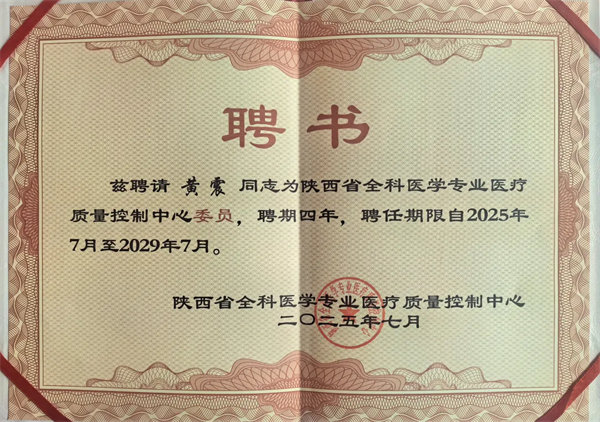 聘书
兹聘请 黄震 同志为陕西省全科医学专业医疗
质量控制中心委员，聘期四年，聘任期限自2025年
7月至2029年7月。
陕西省全科医学专业医疗质量控制中心
二〇二五年七月